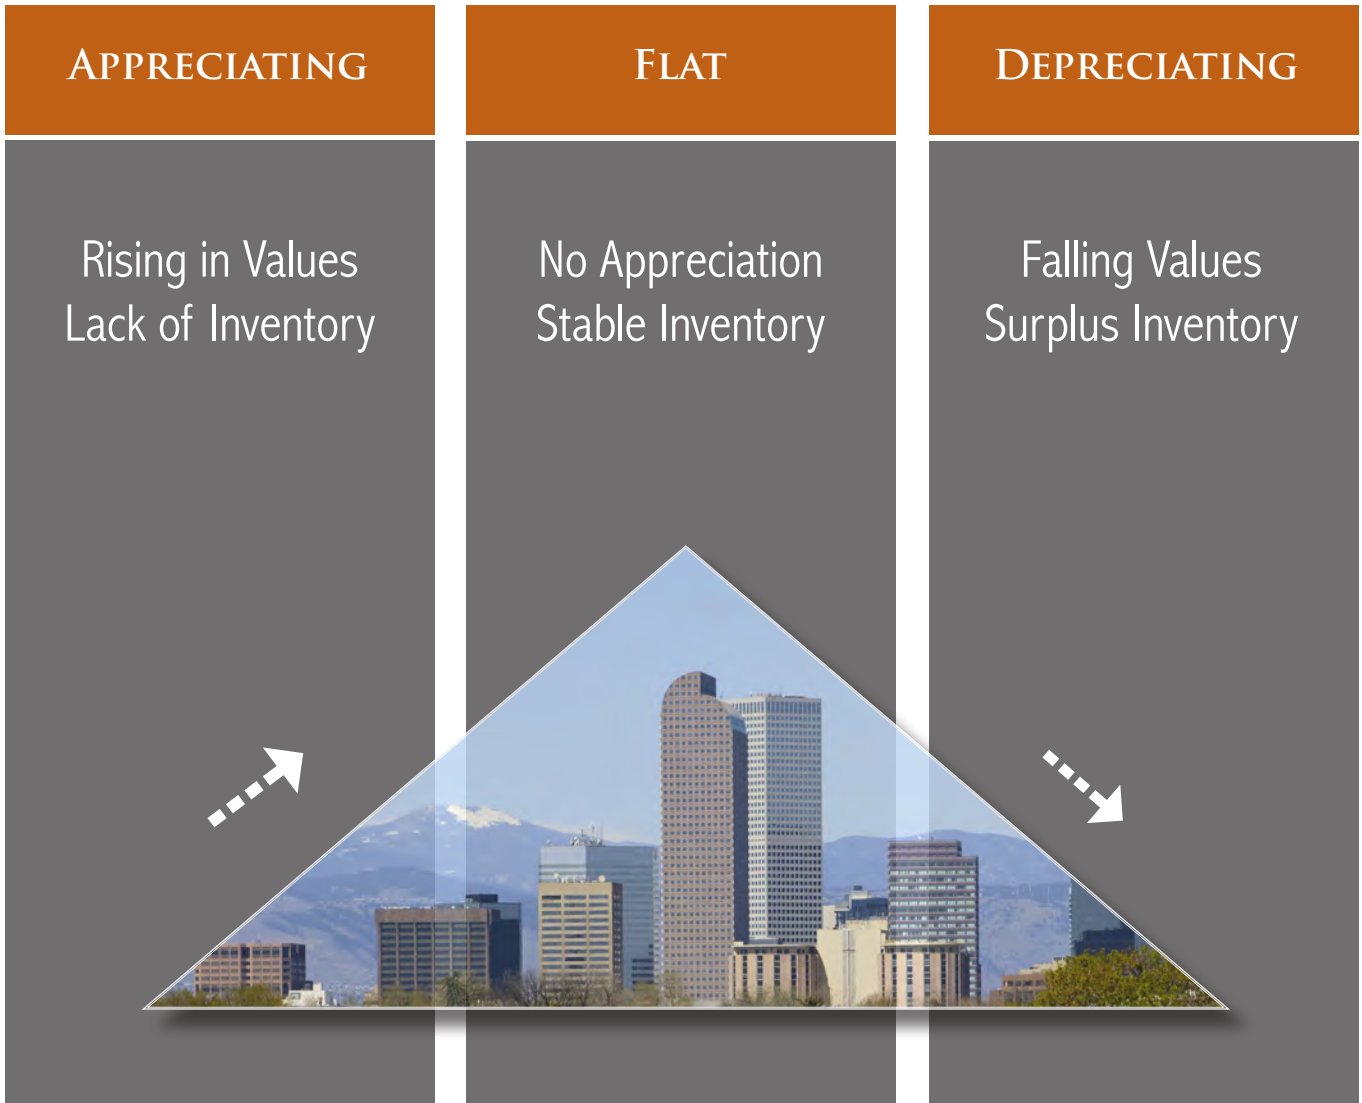 APPRECIATING
Rising in Values
Lack of Inventory
FLAT
No Appreciation
Stable Inventory
DEPRECIATING
Falling Values
Surplus Inventory